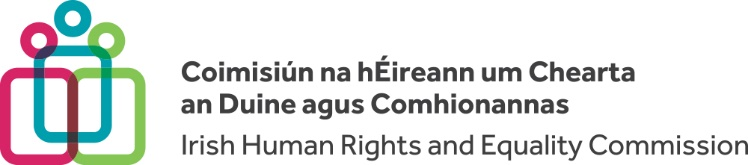 Coimisiún na hÉireann um Chearta
an Duine agus Comhionannas
Irish Human Rights and Equality Commission